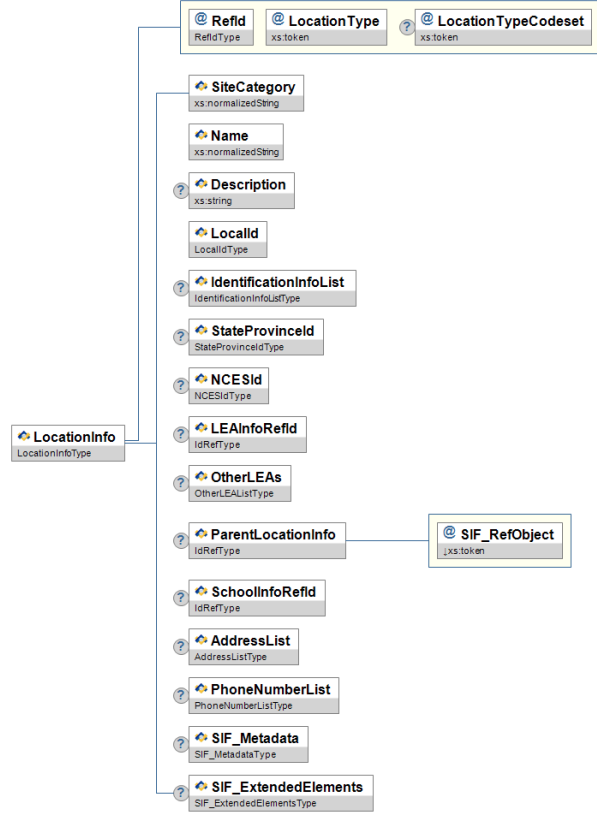 @ RefId @ LocationType ? @ LocationTypeCodeset
RefIdType xs:token xs:token
SiteCategory
xs:normalizedString
Name
xs:normalizedString
? Description
xs:string
LocalId
LocalIdType
? IdentificationInfoList
IdentificationInfoListType
? StateProvinceId
StateProvinceIdType
? NCESId
NCESIdType
LocationInfo
LocationInfoType
? LEAInfoRefId
IdRefType
? OtherLEAs
OtherLEAListType
? ParentLocationInfo @ SIF_RefObject
IdRefType ↓xs:token
? SchoolInfoRefId
IdRefType
? AddressList
AddressListType
? PhoneNumberList
PhoneNumberListType
? SIF_Metadata
SIF_MetadataType
? SIF_ExtendedElements
SIF_ExtendedElementsType